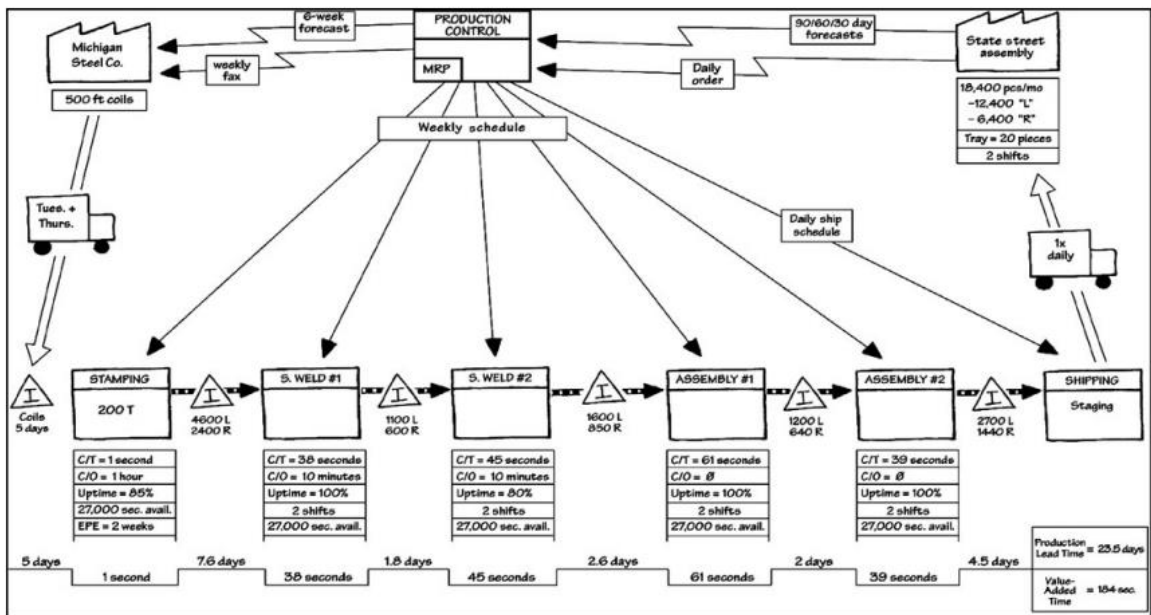 6-week
forecast
PRODUCTION
CONTROL
MRP
90/60/30 day
forecasts
Michigan
Steel Co.
weekly
fax
Daily
order
State street
assembly
500 ft coils
18,400 pcs/mo
-12,400 "L"
- 6,400 "R"
Tray = 20 pieces
2 shifts
Weekly schedule
Tues. +
Thurs.
Daily ship
schedule
1x
daily
I
Coils
5 days
STAMPING
200 T
I
4600 L
2400 R
S. WELD #1
I
1100 L
600 R
S. WELD #2
I
1600 L
850 R
ASSEMBLY #1
I
1200 L
640 R
ASSEMBLY #2
I
2700 L
1440 R
SHIPPING
Staging
C/T = 1 second
C/O = 1 hour
Uptime = 85%
27,000 sec. avail.
EPE = 2 weeks
C/T = 38 seconds
C/O = 10 minutes
Uptime = 100%
2 shifts
27,000 sec. avail.
C/T = 45 seconds
C/O = 10 minutes
Uptime = 80%
2 shifts
27,000 sec. avail.
C/T = 61 seconds
C/O = Ø
Uptime = 100%
2 shifts
27,000 sec. avail.
C/T = 39 seconds
C/O = Ø
Uptime = 100%
2 shifts
27,000 sec. avail.
5 days
1 second
7.6 days
38 seconds
1.8 days
45 seconds
2.6 days
61 seconds
2 days
39 seconds
4.5 days
Production
Lead Time = 23.5 days
Value-
Added = 184 sec.
Time